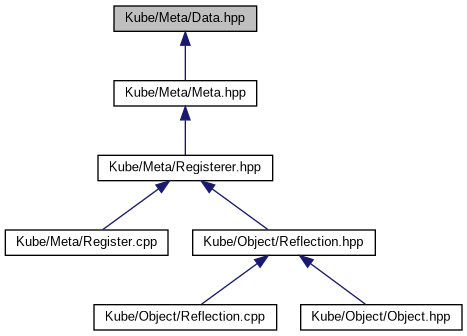 Kube/Meta/Data.hpp
Kube/Meta/Meta.hpp
Kube/Meta/Registerer.hpp
Kube/Meta/Register.cpp
Kube/Object/Reflection.hpp
Kube/Object/Reflection.cpp
Kube/Object/Object.hpp